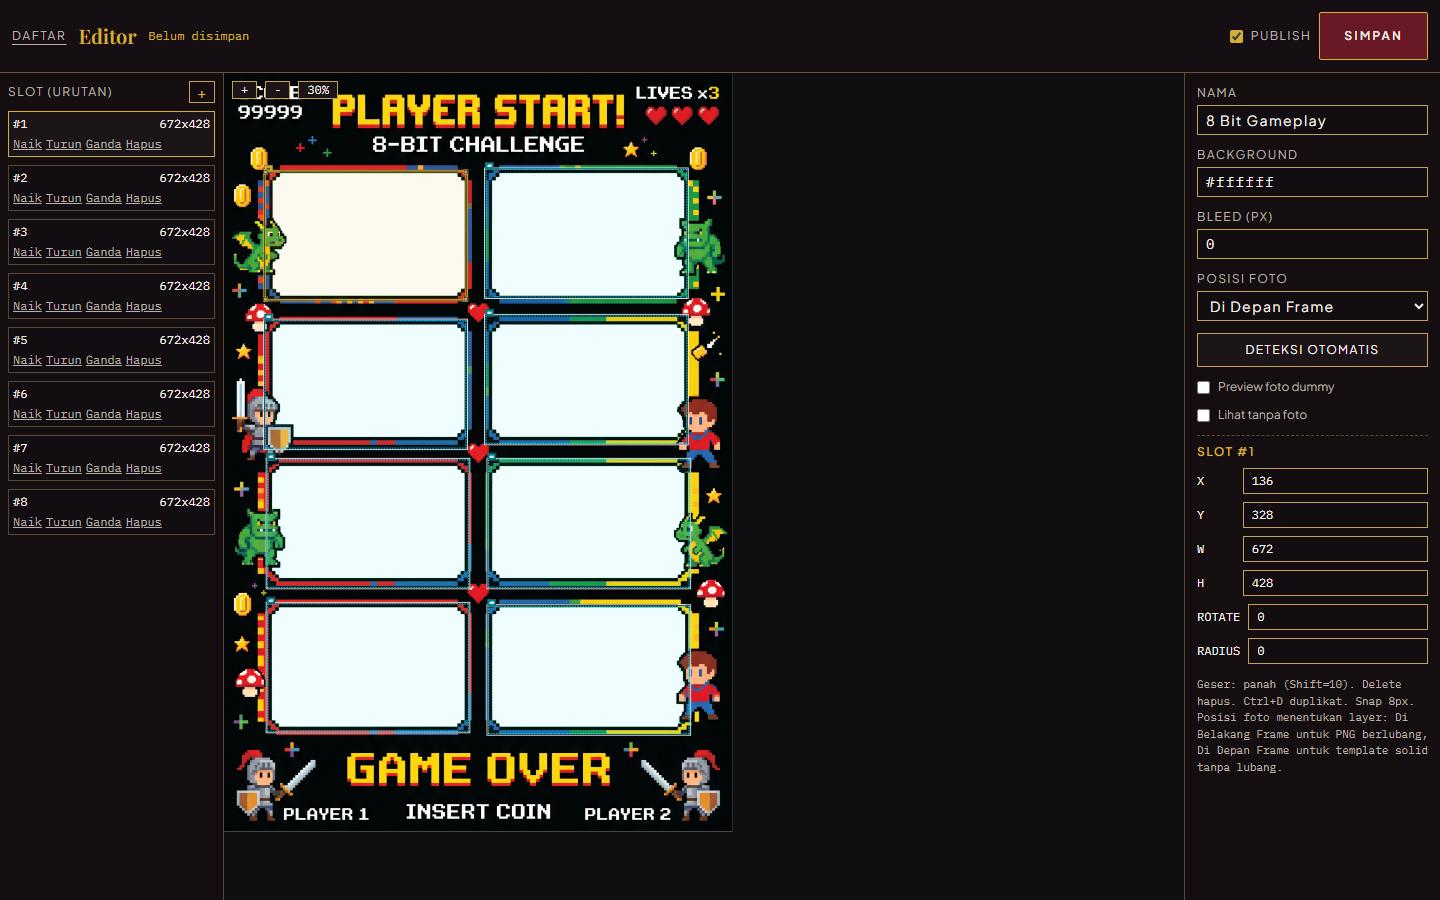 DAFTAR Editor Belum disimpan
PUBLISH SIMPAN
SLOT (URUTAN) +
#1 672x428
Naik Turun Ganda Hapus
#2 672x428
Naik Turun Ganda Hapus
#3 672x428
Naik Turun Ganda Hapus
#4 672x428
Naik Turun Ganda Hapus
#5 672x428
Naik Turun Ganda Hapus
#6 672x428
Naik Turun Ganda Hapus
#7 672x428
Naik Turun Ganda Hapus
#8 672x428
Naik Turun Ganda Hapus
+ - 30%
99999
PLAYER START!
LIVES x3
8-BIT CHALLENGE
GAME OVER
PLAYER 1 INSERT COIN PLAYER 2
NAMA
8 Bit Gameplay
BACKGROUND
#ffffff
BLEED (PX)
0
POSISI FOTO
Di Depan Frame
DETEKSI OTOMATIS
Preview foto dummy
Lihat tanpa foto
SLOT #1
X 136
Y 328
W 672
H 428
ROTATE 0
RADIUS 0
Geser: panah (Shift=10). Delete
hapus. Ctrl+D duplikat. Snap 8px.
Posisi foto menentukan layer: Di
Belakang Frame untuk PNG berlubang,
Di Depan Frame untuk template solid
tanpa lubang.